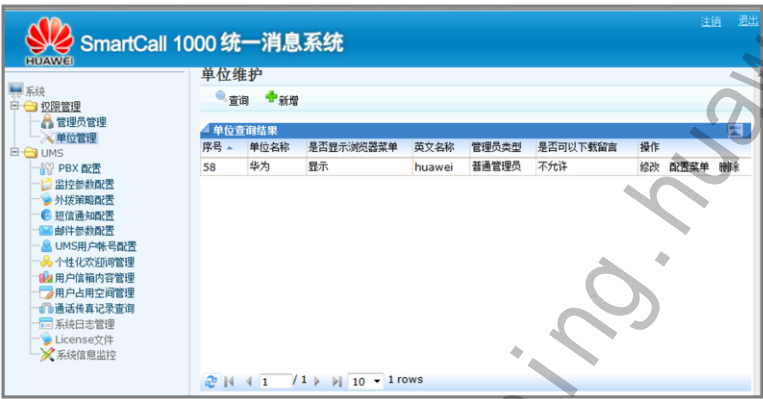 注销 退出
HUAWEI
SmartCall 1000 统一消息系统
单位维护
查询 新增
系统
权限管理
管理员管理
单位管理
UMS
PBX 配置
监控参数配置
外拨策略配置
短信通知配置
邮件参数配置
UMS用户帐号配置
个性化欢迎词管理
用户信箱内容管理
用户占用空间管理
通话传真记录查询
系统日志管理
License文件
系统信息监控
单位查询结果
序号 单位名称 是否显示浏览器菜单 英文名称 管理员类型 是否可以下载留言 操作
58 华为 显示 huawei 普通管理员 不允许 修改 配置菜单 删除
1 / 1 10 1 rows
ning.huaw